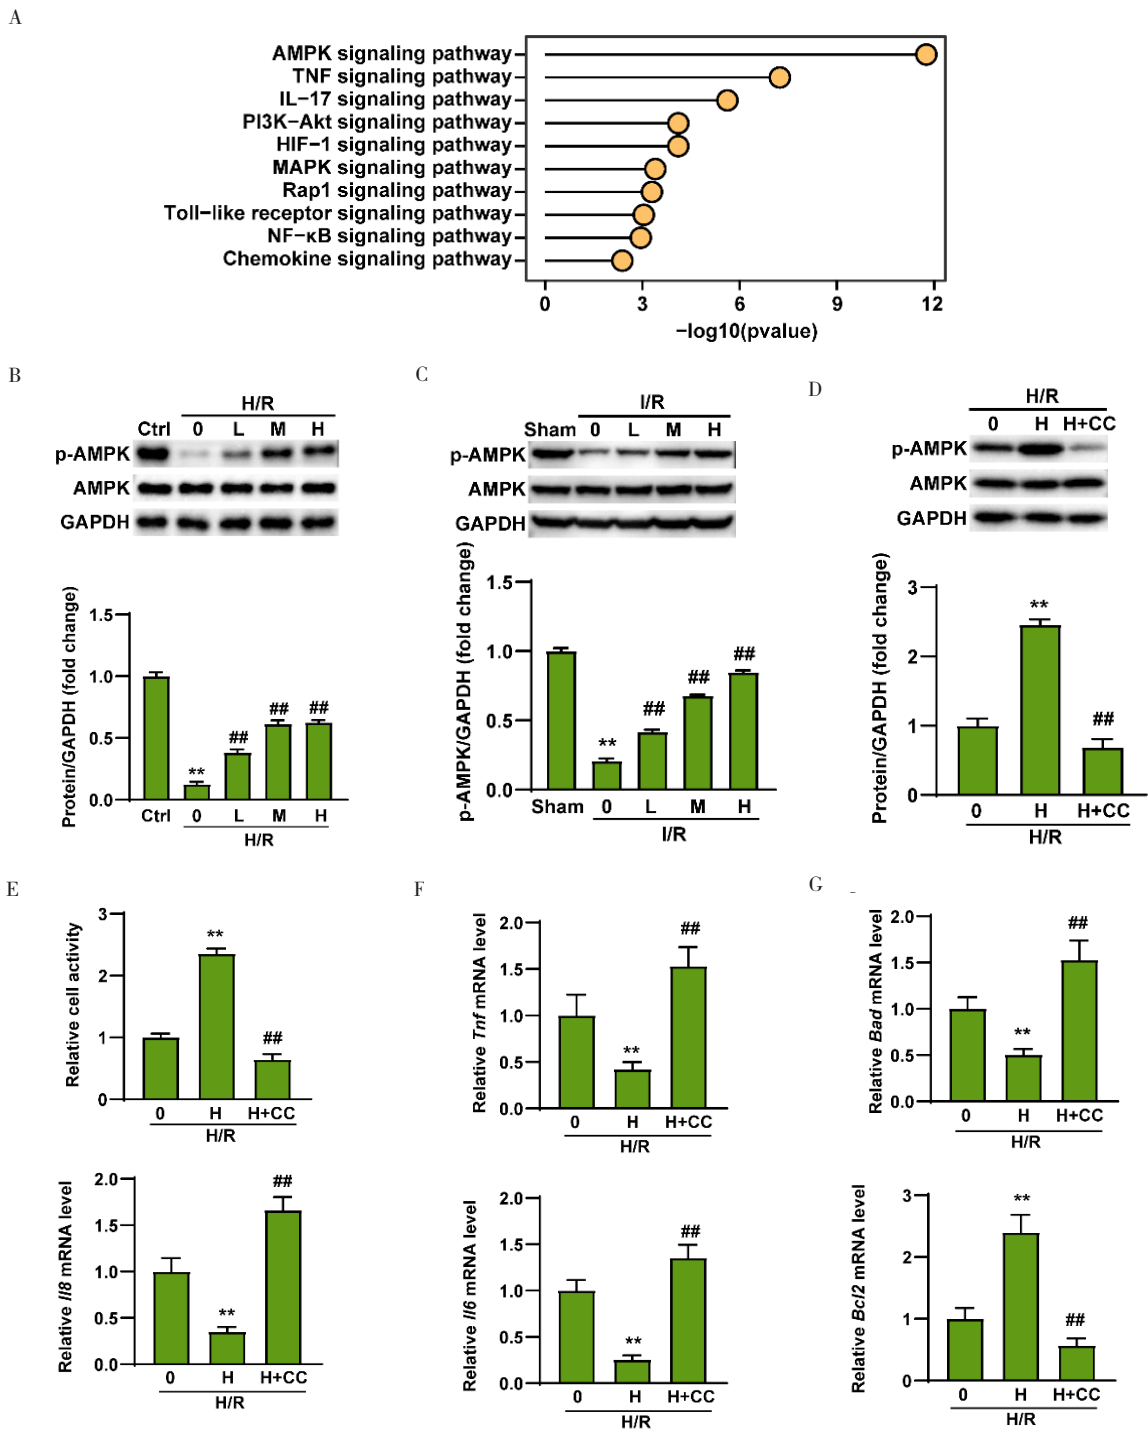 A
AMPK signaling pathway
TNF signaling pathway
IL−17 signaling pathway
PI3K−Akt signaling pathway
HIF−1 signaling pathway
MAPK signaling pathway
Rap1 signaling pathway
Toll−like receptor signaling pathway
NF−κB signaling pathway
Chemokine signaling pathway
0 3 6 9 12
−log10(pvalue)
B
H/R
Ctrl 0 L M H
p-AMPK
AMPK
GAPDH
Protein/GAPDH (fold change)
1.5
1.0
0.5
0.0
** ## ## ##
Ctrl 0 L M H
H/R
C
I/R
Sham 0 L M H
p-AMPK
AMPK
GAPDH
p-AMPK/GAPDH (fold change)
1.5
1.0
0.5
0.0
** ## ## ##
Sham 0 L M H
I/R
D
H/R
0 H H+CC
p-AMPK
AMPK
GAPDH
Protein/GAPDH (fold change)
3
2
1
0
** ##
0 H H+CC
H/R
E
Relative cell activity
3
2
1
0
** ##
0 H H+CC
H/R
Relative Il8 mRNA level
2.0
1.5
1.0
0.5
0.0
** ##
0 H H+CC
H/R
F
Relative Tnf mRNA level
2.0
1.5
1.0
0.5
0.0
** ##
0 H H+CC
H/R
Relative Il6 mRNA level
2.0
1.5
1.0
0.5
0.0
** ##
0 H H+CC
H/R
G
Relative Bad mRNA level
2.0
1.5
1.0
0.5
0.0
** ##
0 H H+CC
H/R
Relative Bcl2 mRNA level
3
2
1
0
** ##
0 H H+CC
H/R